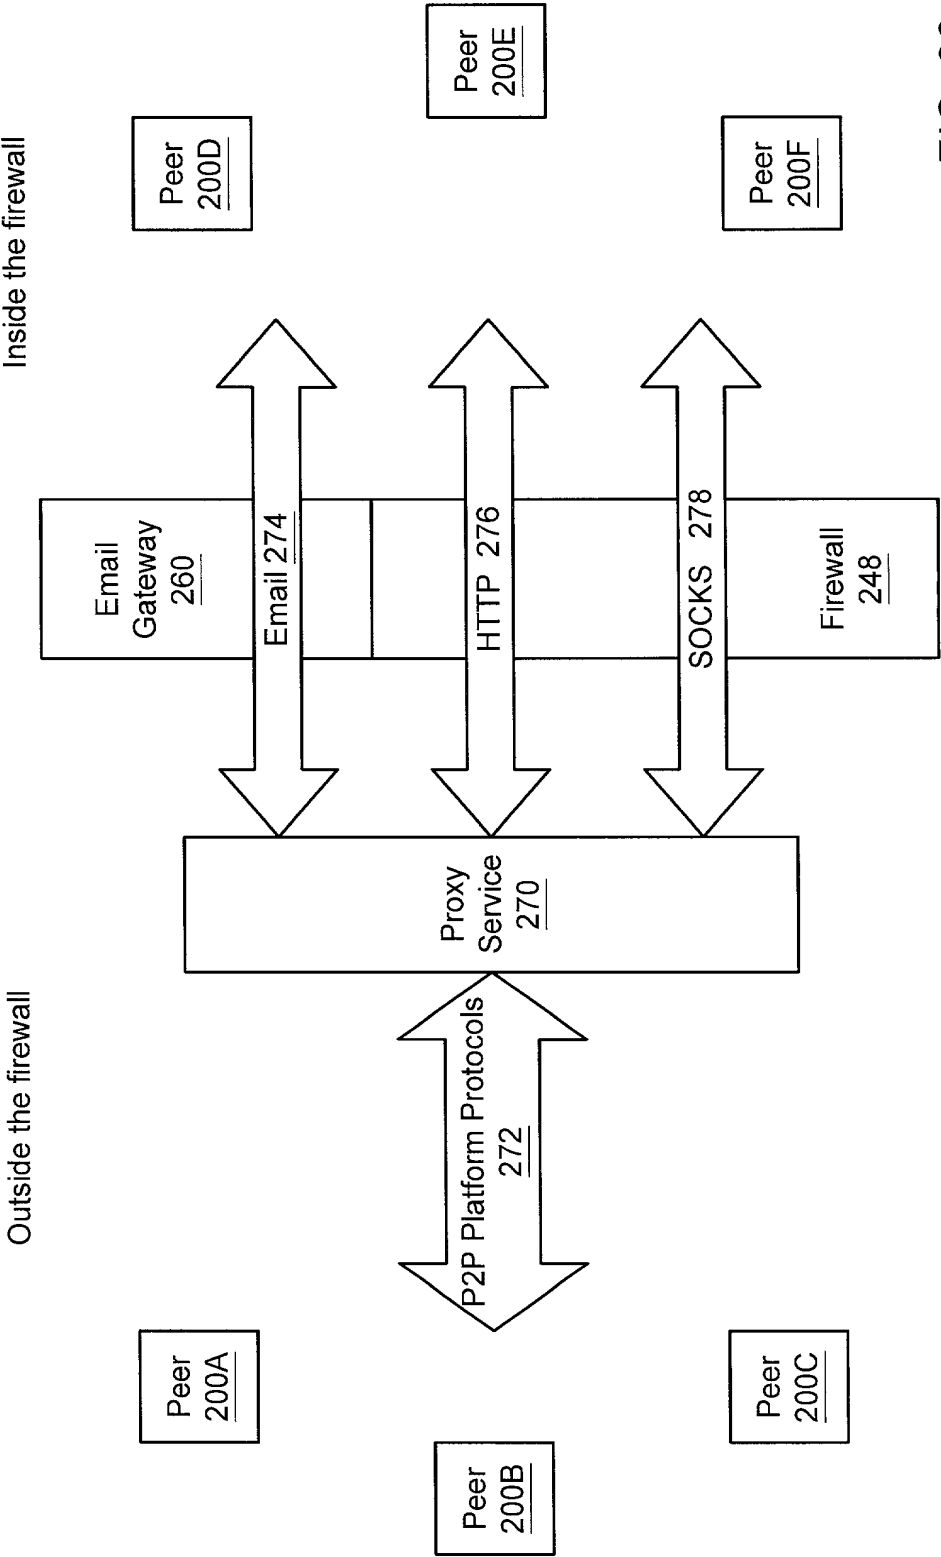 Outside the firewall
Inside the firewall
Peer
200A
Peer
200B
Peer
200C
P2P Platform Protocols
272
Proxy
Service
270
Email
Gateway
260
Email 274
HTTP 276
SOCKS 278
Firewall
248
Peer
200D
Peer
200E
Peer
200F